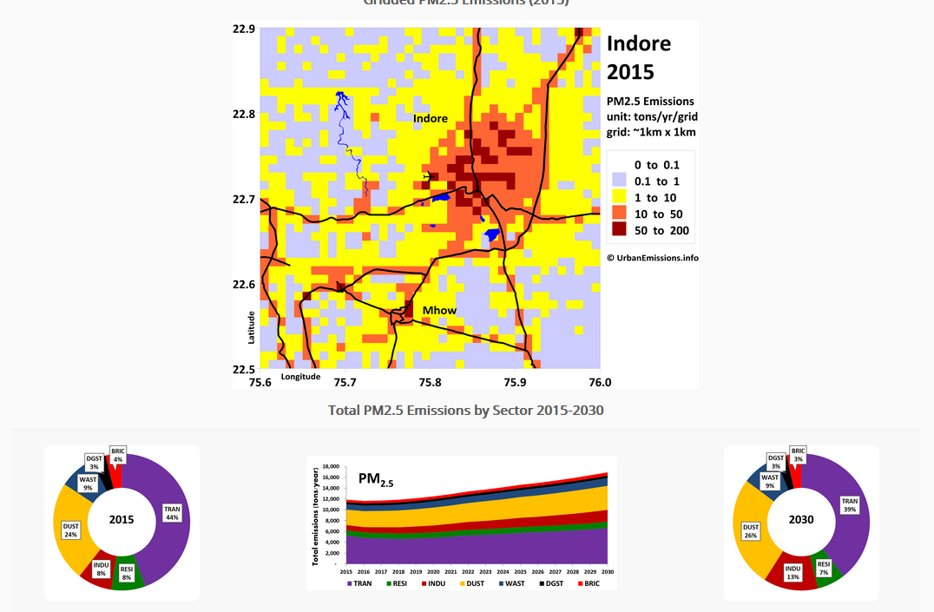 Gridded PM2.5 Emissions (2015)
22.9
22.8
22.7
22.6
22.5
Latitude
75.6
75.7
75.8
75.9
76.0
Longitude
Indore
Mhow
Indore
2015
PM2.5 Emissions
unit: tons/yr/grid
grid: ~1km x 1km
0 to 0.1
0.1 to 1
1 to 10
10 to 50
50 to 200
© UrbanEmissions.info
Total PM2.5 Emissions by Sector 2015-2030
2015
BRIC
4%
DGST
3%
WAST
9%
DUST
24%
INDU
8%
RESI
8%
TRAN
44%
PM2.5
Total emissions (tons/year)
18,000
16,000
14,000
12,000
10,000
8,000
6,000
4,000
2,000
-
2015 2016 2017 2018 2019 2020 2021 2022 2023 2024 2025 2026 2027 2028 2029 2030
TRAN RESI INDU DUST WAST DGST BRIC
2030
BRIC
3%
DGST
3%
WAST
9%
DUST
26%
INDU
13%
RESI
7%
TRAN
39%